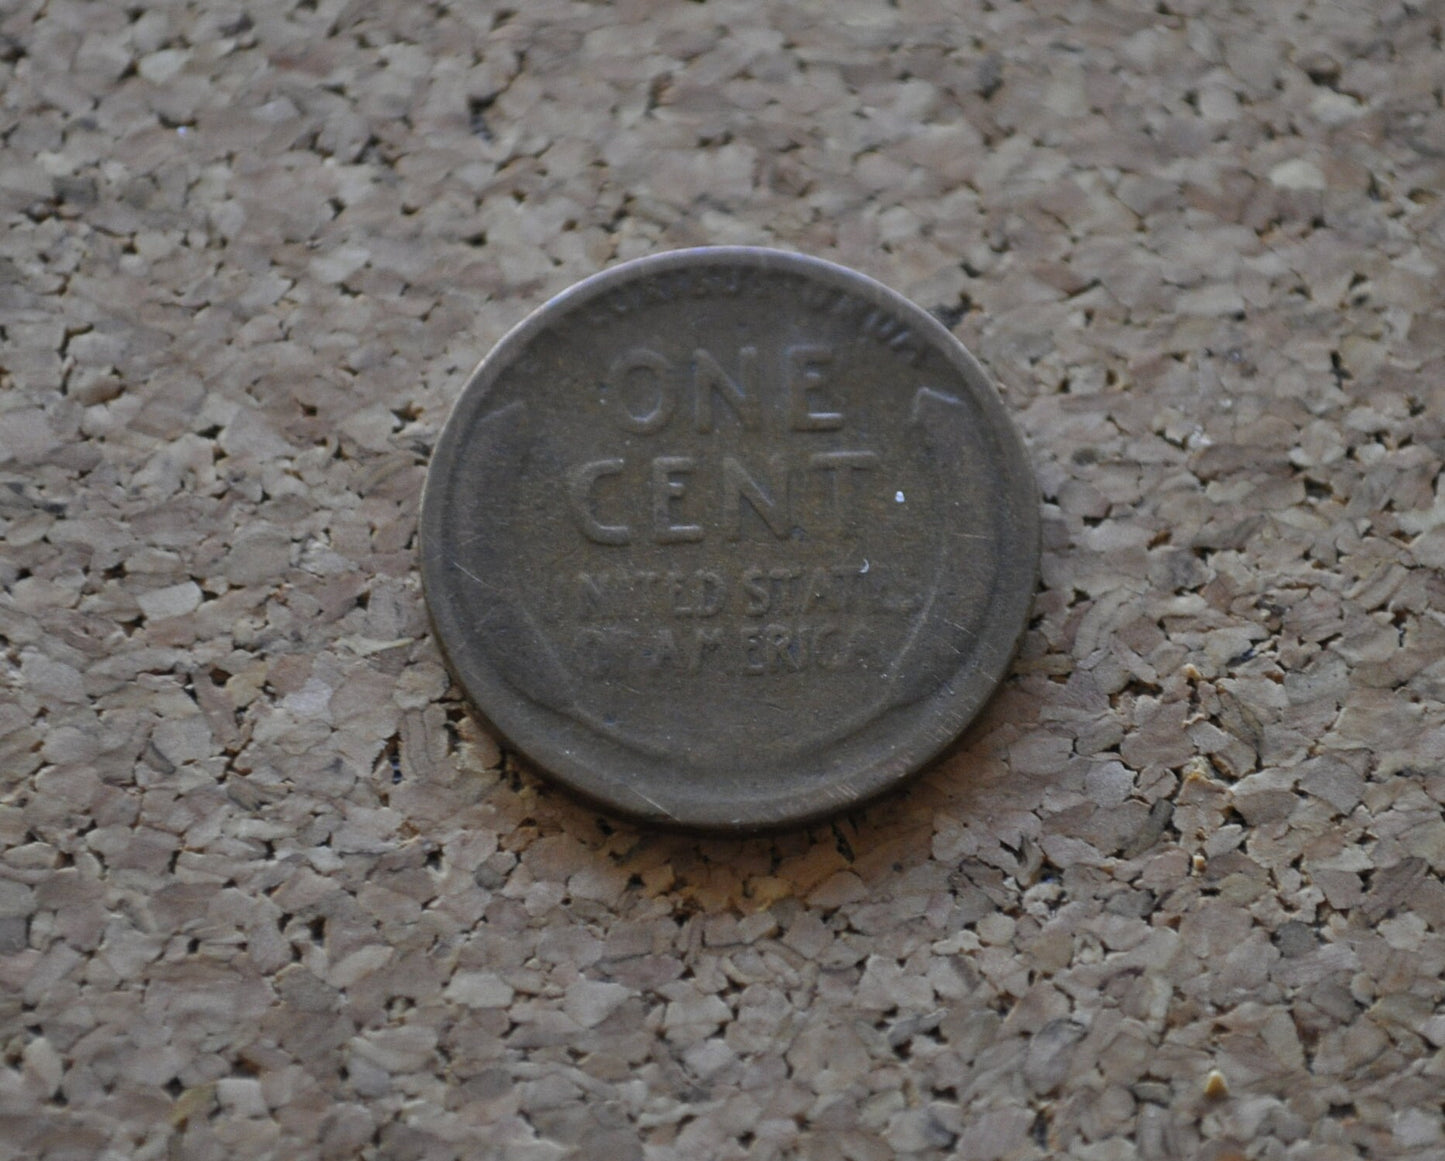 ONE
CENT
UNITED STATES
OF AMERICA